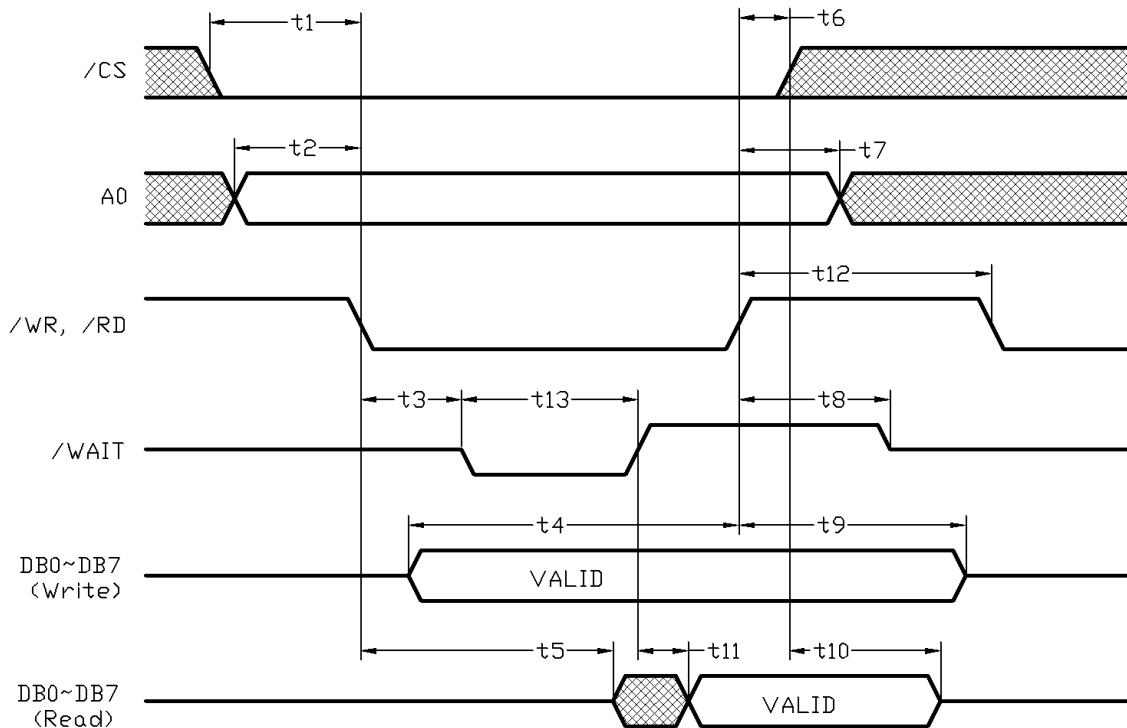 t1
t6
/CS
t2
t7
A0
t12
/WR, /RD
t3
t13
t8
/WAIT
t4
t9
DB0~DB7
(Write)
VALID
t5
t11
t10
DB0~DB7
(Read)
VALID